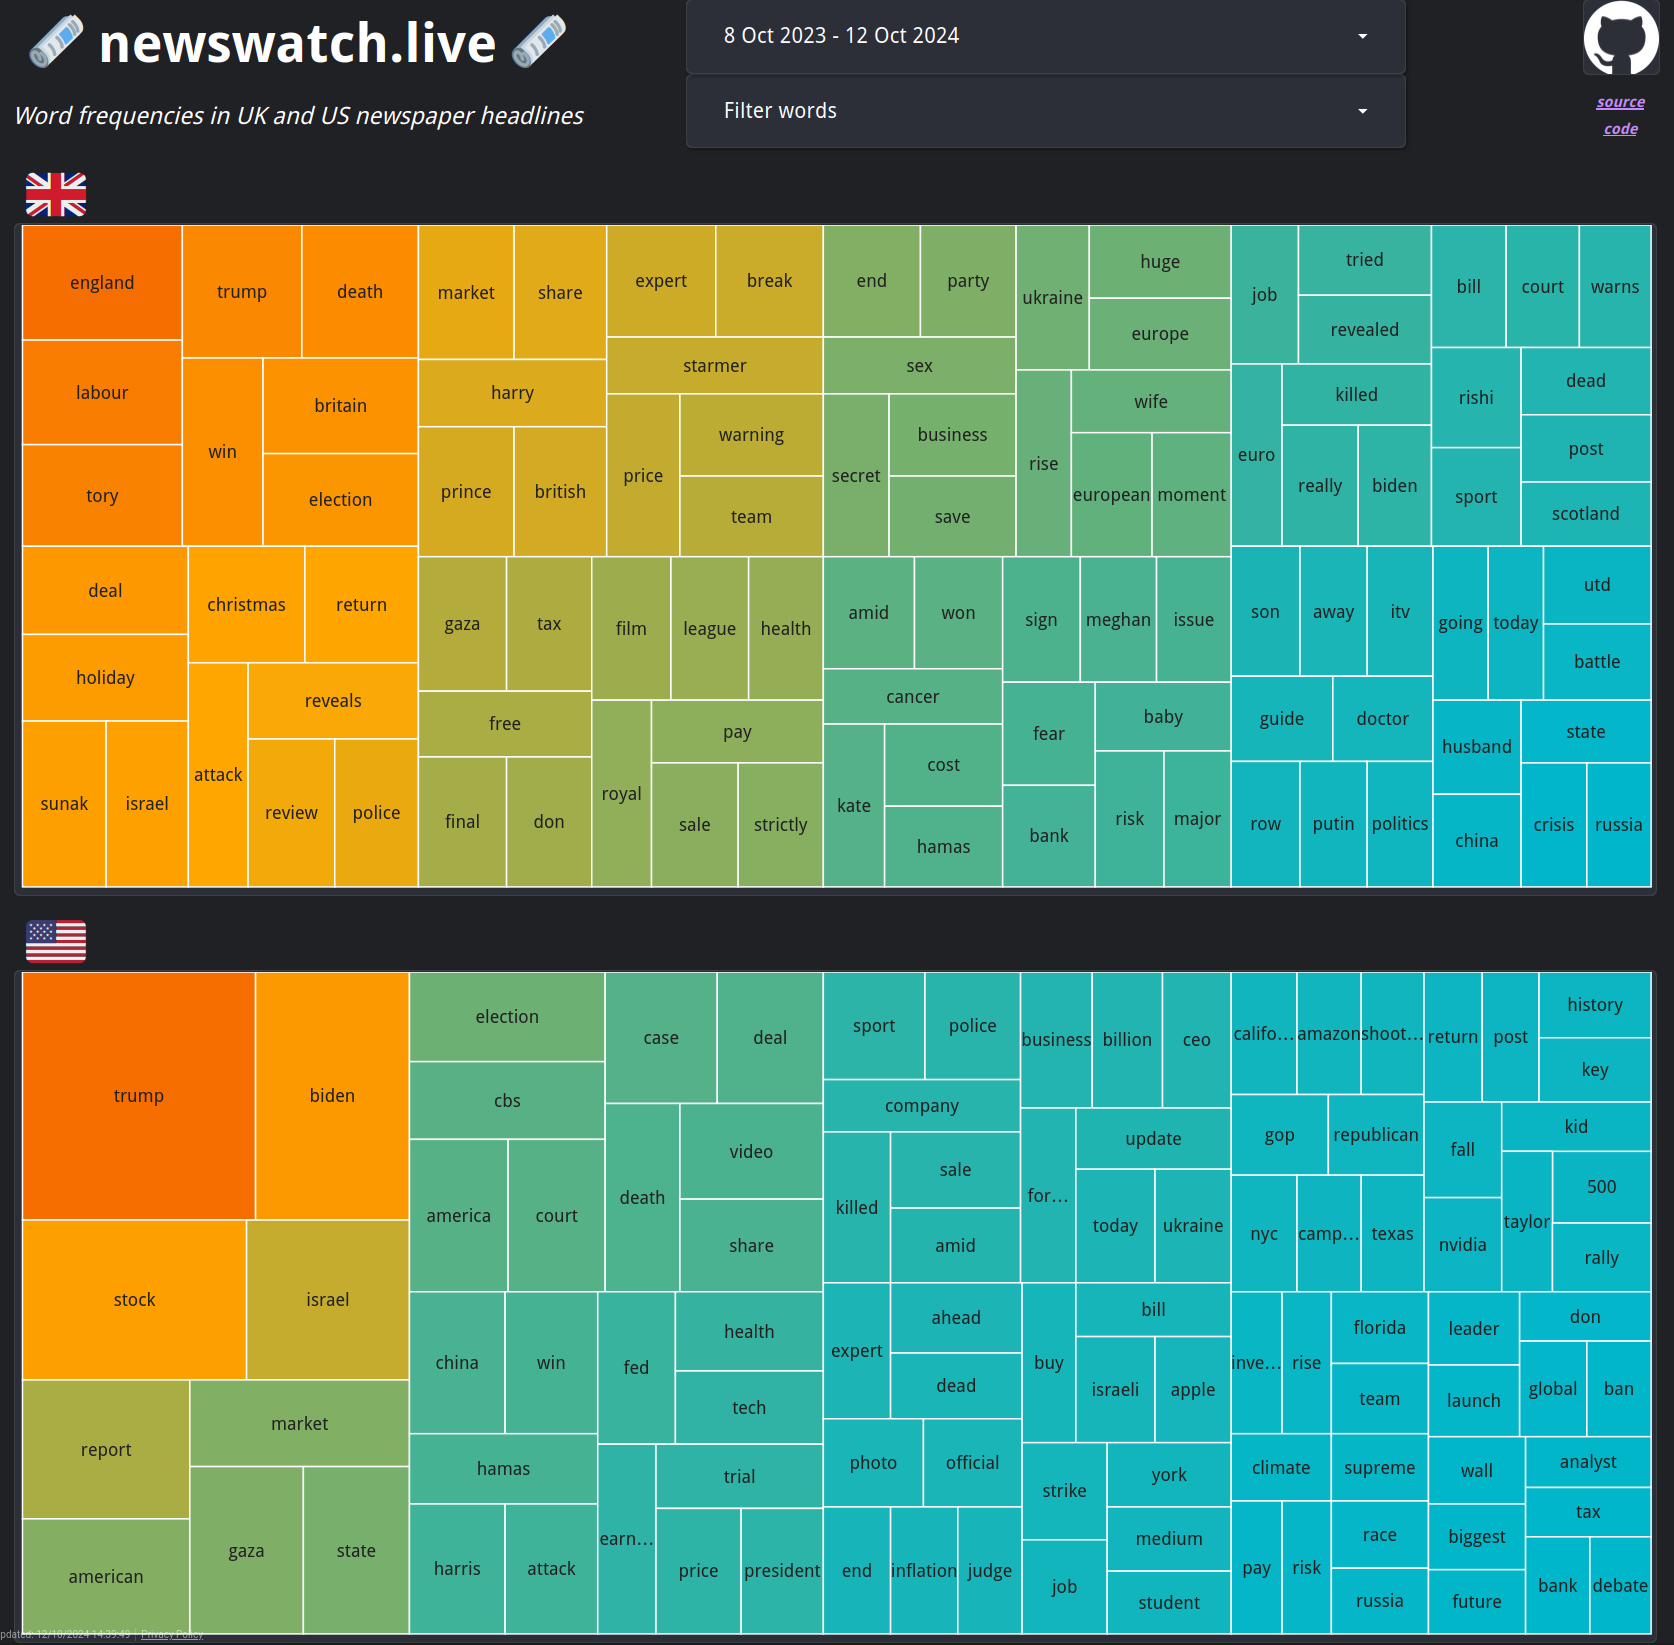 newswatch.live
8 Oct 2023 - 12 Oct 2024
Word frequencies in UK and US newspaper headlines
Filter words
source
code
england
labour
tory
trump
death
win
britain
election
deal
holiday
sunak
israel
christmas
return
attack
reveals
review
police
market
share
harry
prince
british
expert
break
starmer
price
warning
team
gaza
tax
free
final
don
film
league
health
royal
pay
sale
strictly
end
party
sex
secret
business
save
ukraine
huge
europe
rise
wife
european
moment
amid
won
cancer
kate
cost
hamas
sign
meghan
issue
fear
bank
baby
risk
major
job
tried
revealed
euro
killed
really
biden
bill
court
warns
rishi
sport
dead
post
scotland
son
away
itv
guide
doctor
row
putin
politics
going
today
utd
battle
husband
china
state
crisis
russia
trump
biden
stock
israel
report
american
market
gaza
state
election
cbs
america
court
case
deal
death
video
share
china
win
hamas
harris
attack
fed
health
tech
earn...
trial
price
president
sport
police
company
killed
sale
amid
business
billion
ceo
for...
update
today
ukraine
expert
ahead
dead
photo
official
end
inflation
judge
buy
bill
israeli
apple
strike
job
york
medium
student
califo...
amazon
shoot...
gop
republican
nyc
camp...
texas
return
post
history
key
fall
nvidia
kid
taylor
500
rally
inve...
rise
florida
team
climate
supreme
pay
risk
race
russia
leader
launch
don
global
ban
wall
biggest
future
analyst
tax
bank
debate
pdated: 12/10/2024 14:39:49 | Privacy Policy